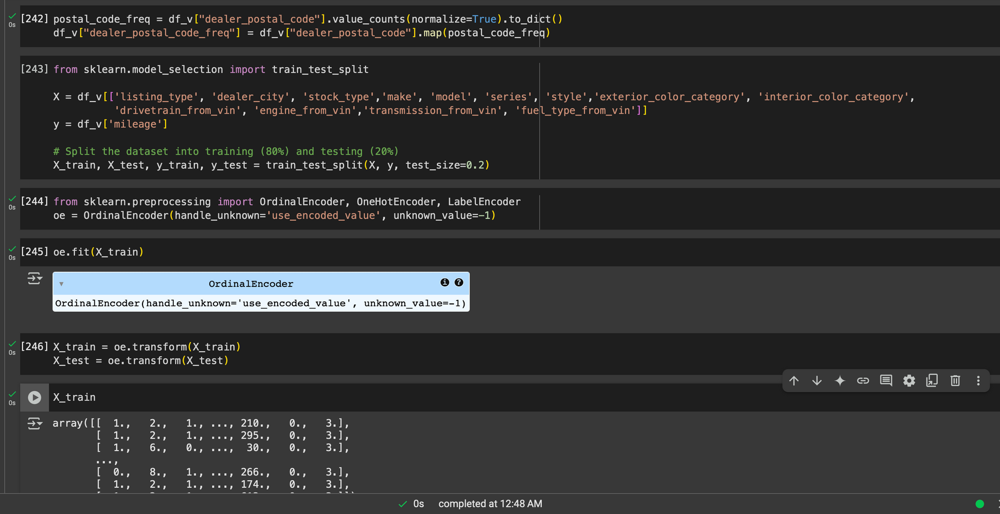 0s
[242] postal_code_freq = df_v["dealer_postal_code"].value_counts(normalize=True).to_dict()
df_v["dealer_postal_code_freq"] = df_v["dealer_postal_code"].map(postal_code_freq)
[243] from sklearn.model_selection import train_test_split
X = df_v[['listing_type', 'dealer_city', 'stock_type','make', 'model', 'series', 'style','exterior_color_category', 'interior_color_category',
'drivetrain_from_vin', 'engine_from_vin','transmission_from_vin', 'fuel_type_from_vin']]
y = df_v['mileage']
# Split the dataset into training (80%) and testing (20%)
X_train, X_test, y_train, y_test = train_test_split(X, y, test_size=0.2)
0s
[244] from sklearn.preprocessing import OrdinalEncoder, OneHotEncoder, LabelEncoder
oe = OrdinalEncoder(handle_unknown='use_encoded_value', unknown_value=-1)
0s
[245] oe.fit(X_train)
OrdinalEncoder
OrdinalEncoder(handle_unknown='use_encoded_value', unknown_value=-1)
0s
[246] X_train = oe.transform(X_train)
X_test = oe.transform(X_test)
0s
X_train
array([[ 1., 2., 1., ..., 210., 0., 3.],
[ 1., 2., 1., ..., 295., 0., 3.],
[ 1., 6., 0., ..., 30., 0., 3.],
...,
[ 0., 8., 1., ..., 266., 0., 3.],
[ 1., 2., 1., ..., 174., 0., 3.],
0s completed at 12:48 AM